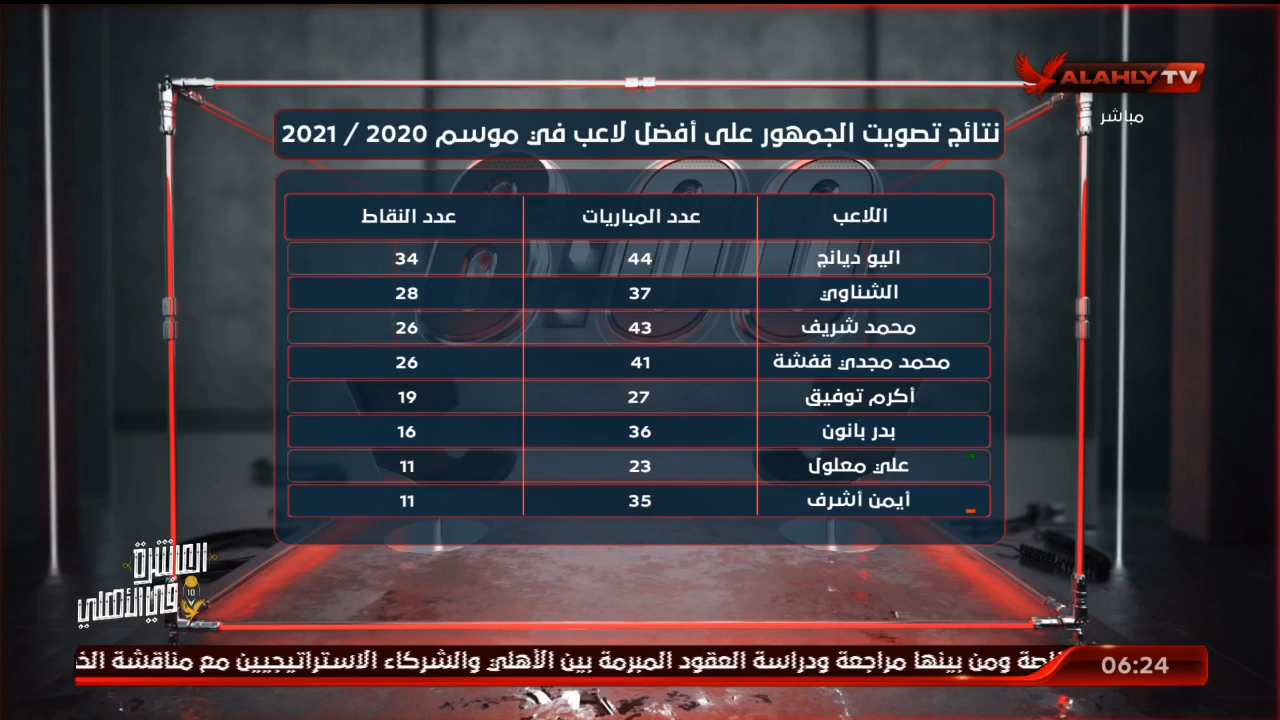 ALAHLY TV
مباشر
نتائج تصويت الجمهور على أفضل لاعب في موسم 2020 / 2021
اللاعب عدد المباريات عدد النقاط
اليو ديانج 44 34
الشناوي 37 28
محمد شريف 43 26
محمد مجدي قفشة 41 26
أكرم توفيق 27 19
بدر بانون 36 16
علي معلول 23 11
أيمن أشرف 35 11
العاشرة
في الأهلي
10
ومن بينها مراجعة ودراسة العقود المبرمة بين الأهلي والشركاء الاستراتيجيين مع مناقشة
06:24